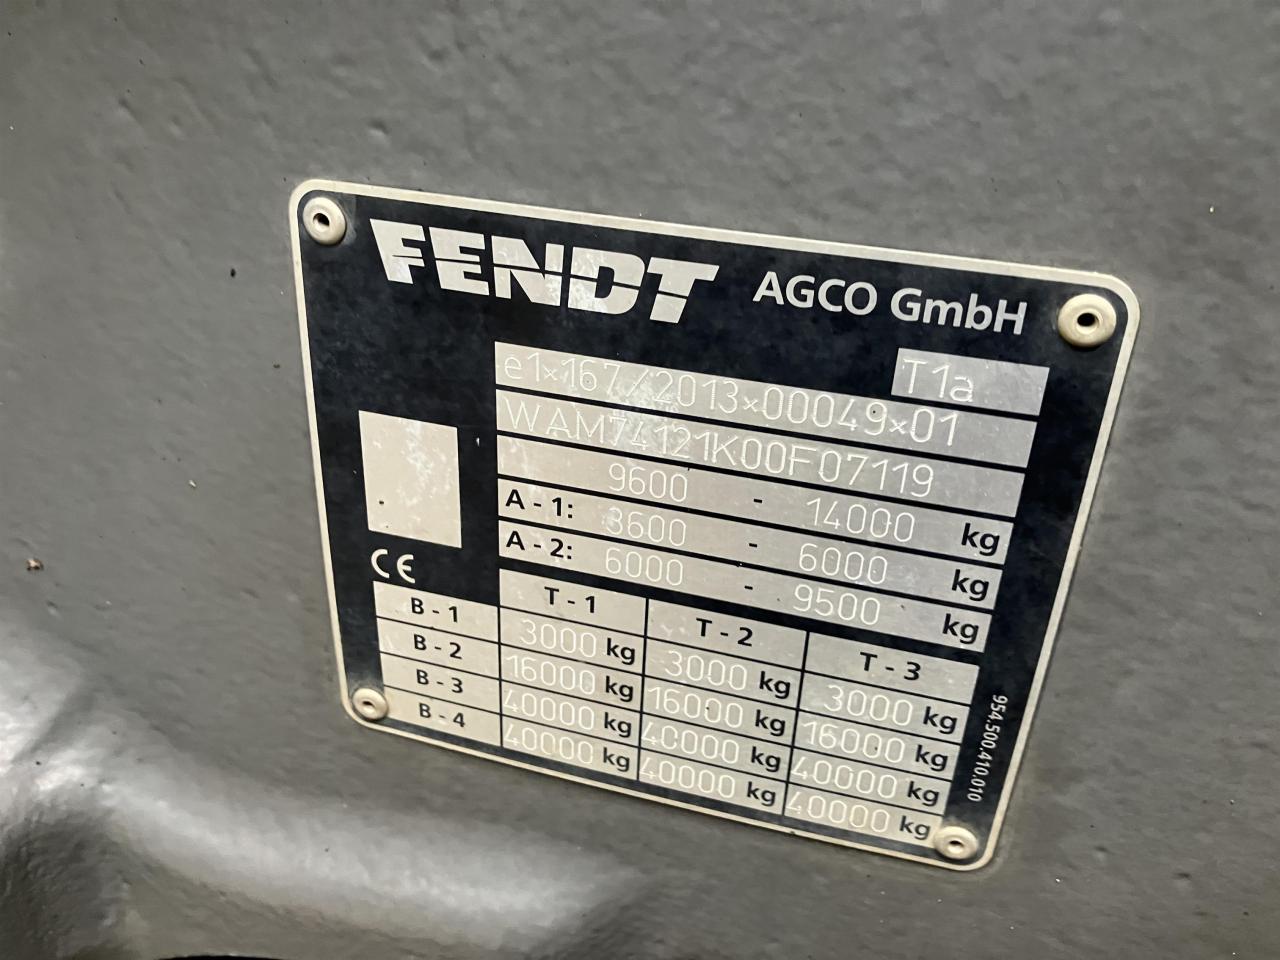 FENDT AGCO GmbH
T1a
e1×167/2013×00049×01
WAM74121K00F07119
9600 - 14000 kg
A - 1: 3600 - 6000 kg
A - 2: 6000 - 9500 kg
CE
T - 1 T - 2 T - 3
B - 1 3000 kg 3000 kg 3000 kg
B - 2 16000 kg 16000 kg 16000 kg
B - 3 40000 kg 40000 kg 40000 kg
B - 4 40000 kg 40000 kg 40000 kg
954.500.410.010